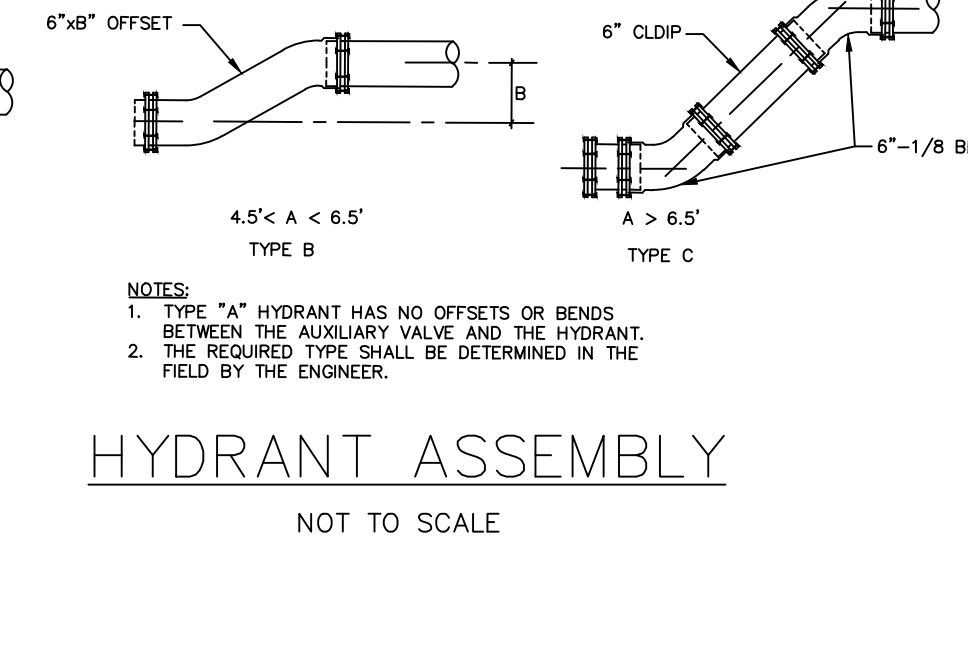 6"xB" OFFSET
B
4.5'< A < 6.5'
TYPE B
6" CLDIP
6"-1/8
A > 6.5'
TYPE C
NOTES:
1. TYPE "A" HYDRANT HAS NO OFFSETS OR BENDS
BETWEEN THE AUXILIARY VALVE AND THE HYDRANT.
2. THE REQUIRED TYPE SHALL BE DETERMINED IN THE
FIELD BY THE ENGINEER.
HYDRANT ASSEMBLY
NOT TO SCALE